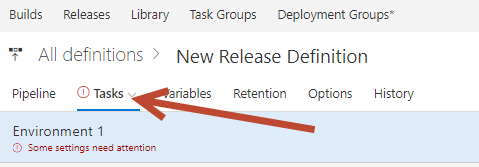 Builds Releases Library Task Groups Deployment Groups*
All definitions > New Release Definition
Pipeline Tasks Variables Retention Options History
Environment 1
Some settings need attention